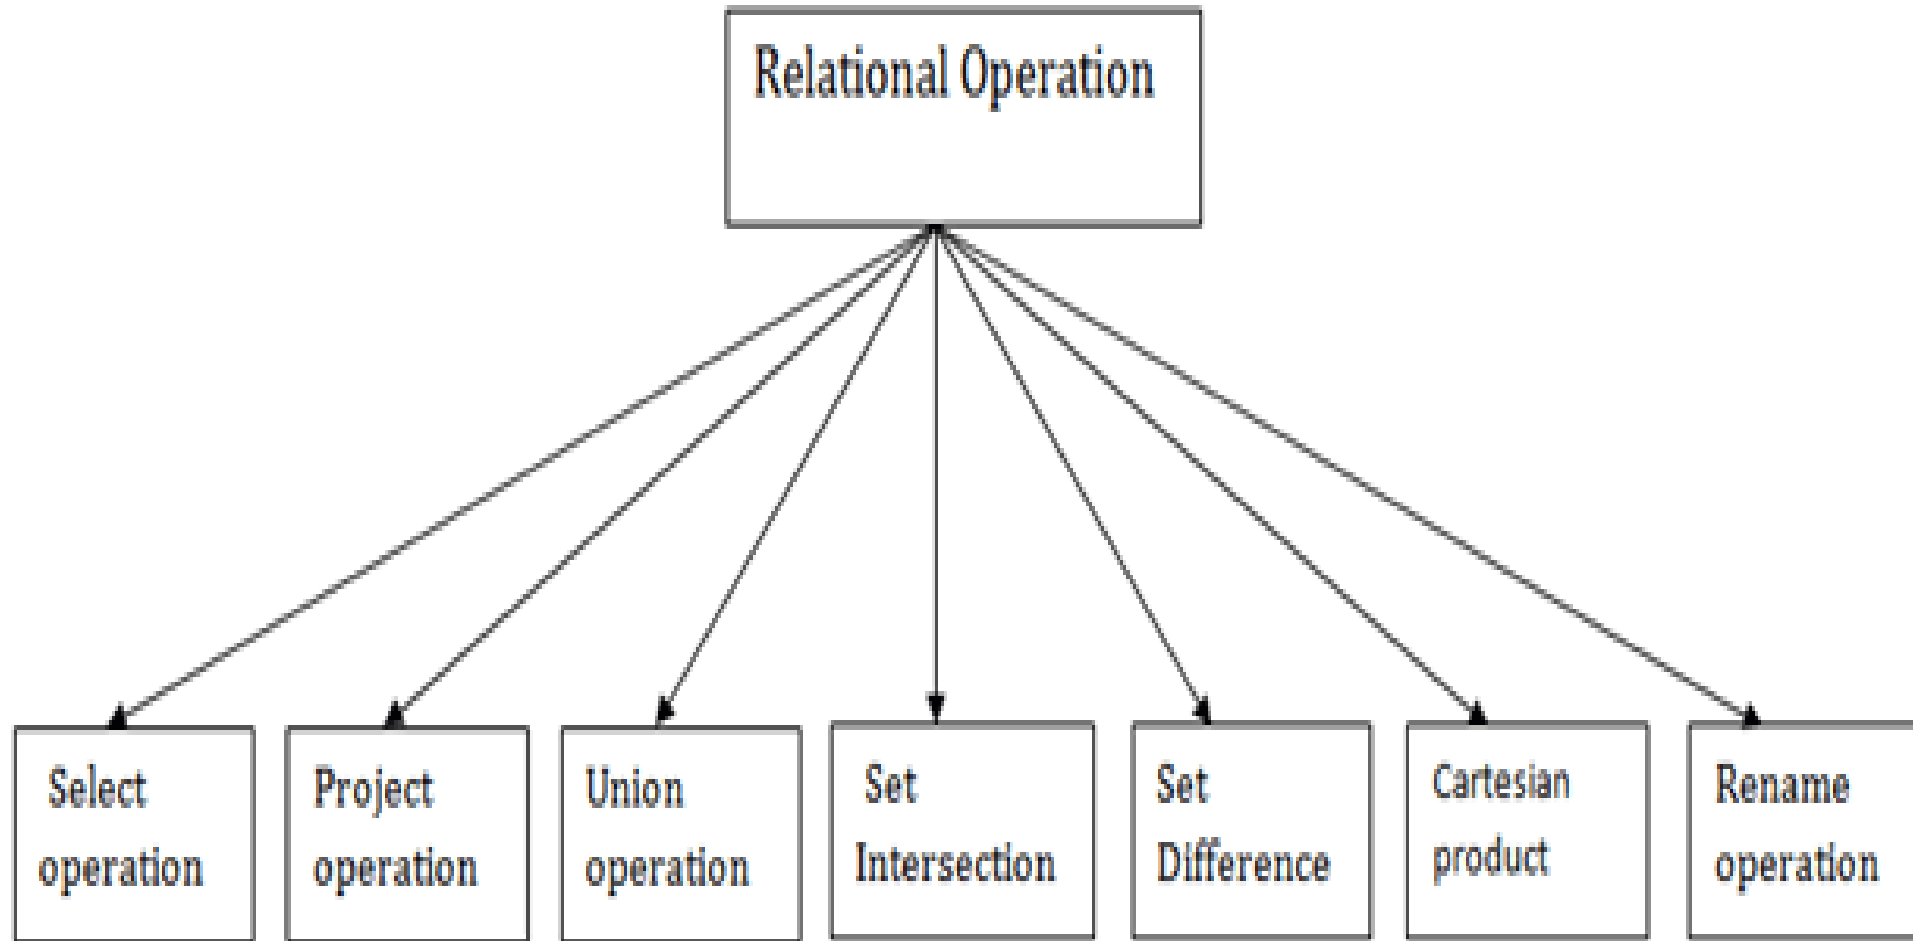 Relational Operation
Select
operation
Project
operation
Union
operation
Set
Intersection
Set
Difference
Cartesian
product
Rename
operation